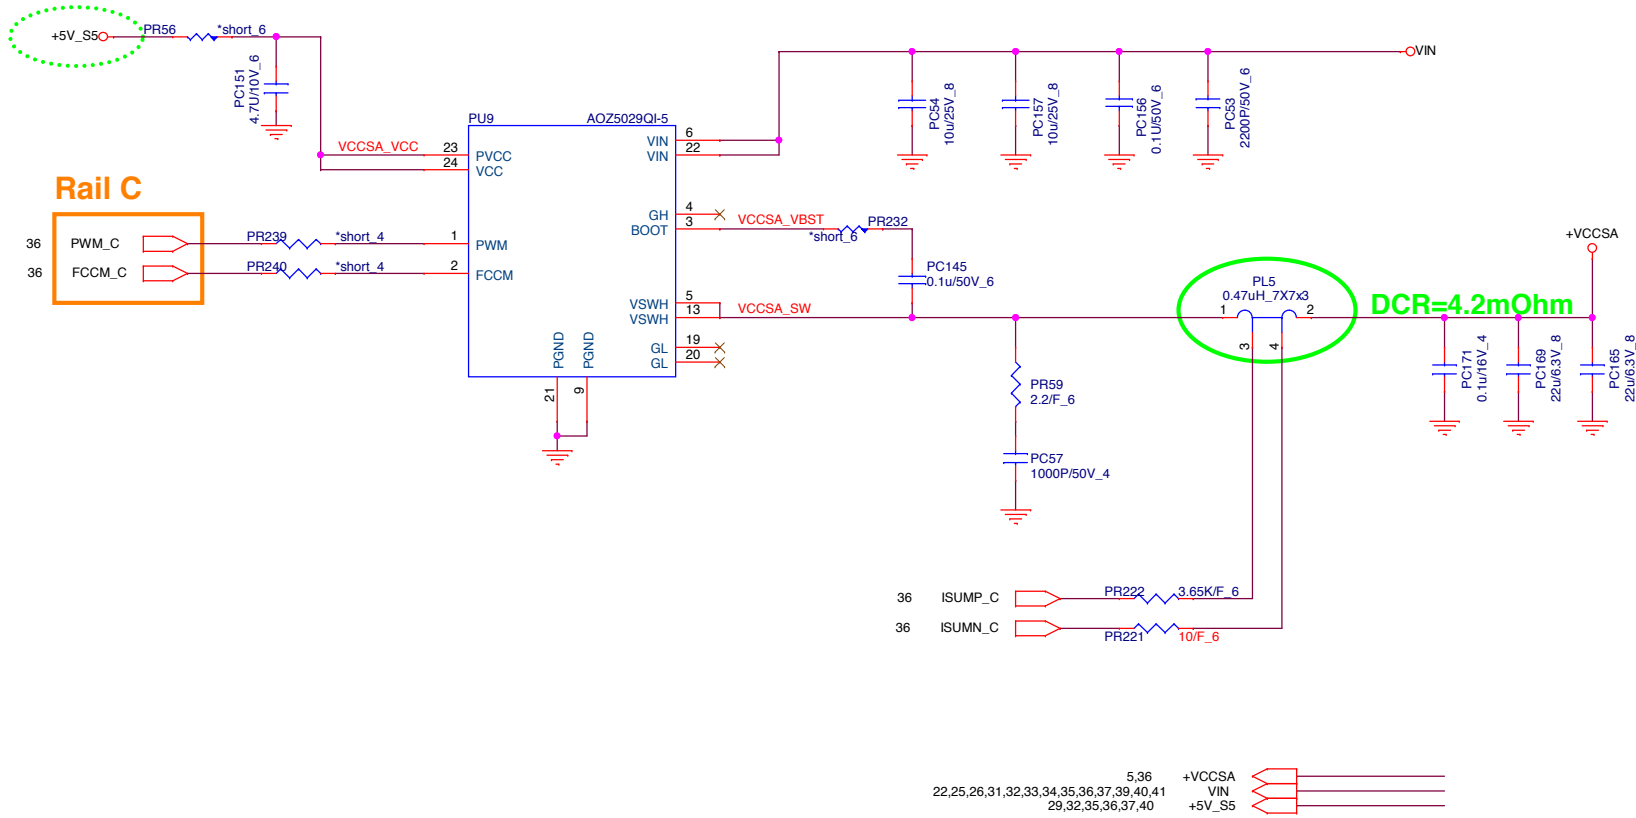 +5V_S5
PR56
*short_6
PC151
4.7U/10V_6
VIN
PC54
10u/25V_8
PC157
10u/25V_8
PC156
0.1U/50V_6
PC53
2200P/50V_6
PU9
AOZ5029QI-5
VCCSA_VCC
23
24
PVCC
VCC
VIN
VIN
6
22
Rail C
36
PWM_C
PR239
*short_4
1
PWM
36
FCCM_C
PR240
*short_4
2
FCCM
GH
4
BOOT
3
VCCSA_VBST
*short_6
PR232
PC145
0.1u/50V_6
VSWH
5
VSWH
13
VCCSA_SW
GL
19
GL
20
PGND
PGND
21
9
+VCCSA
PL5
0.47uH_7X7x3
1
2
3
4
DCR=4.2mOhm
PC171
0.1u/16V_4
PC169
22u/6.3V_8
PC165
22u/6.3V_8
PR59
2.2/F_6
PC57
1000P/50V_4
36
ISUMP_C
PR222
3.65K/F_6
36
ISUMN_C
PR221
10/F_6
5,36 +VCCSA
22,25,26,31,32,33,34,35,36,37,39,40,41 VIN
29,32,35,36,37,40 +5V_S5